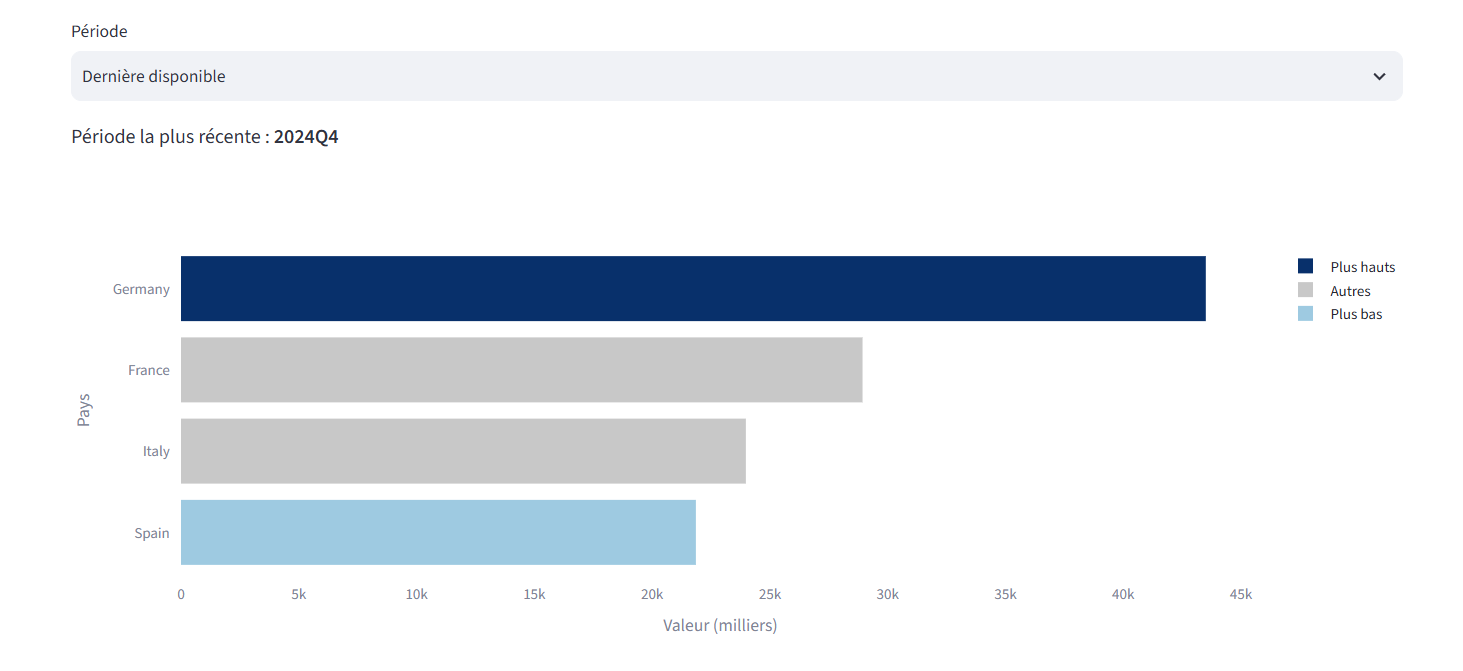 Période
Dernière disponible
Période la plus récente : 2024Q4
Plus hauts
Autres
Plus bas
Pays
Germany
France
Italy
Spain
0 5k 10k 15k 20k 25k 30k 35k 40k 45k
Valeur (milliers)